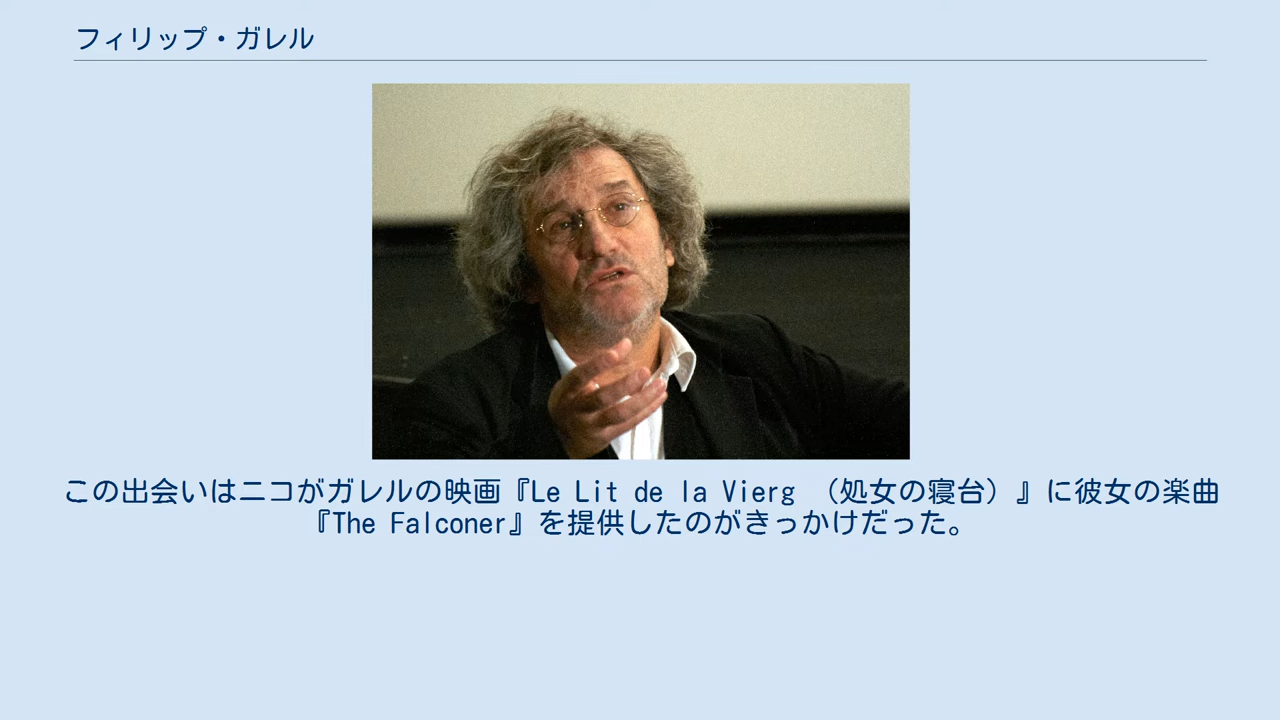 フィリップ・ガレル
この出会いはニコがガレルの映画『Le Lit de la Vierg （処女の寝台）』に彼女の楽曲
『The Falconer』を提供したのがきっかけだった。